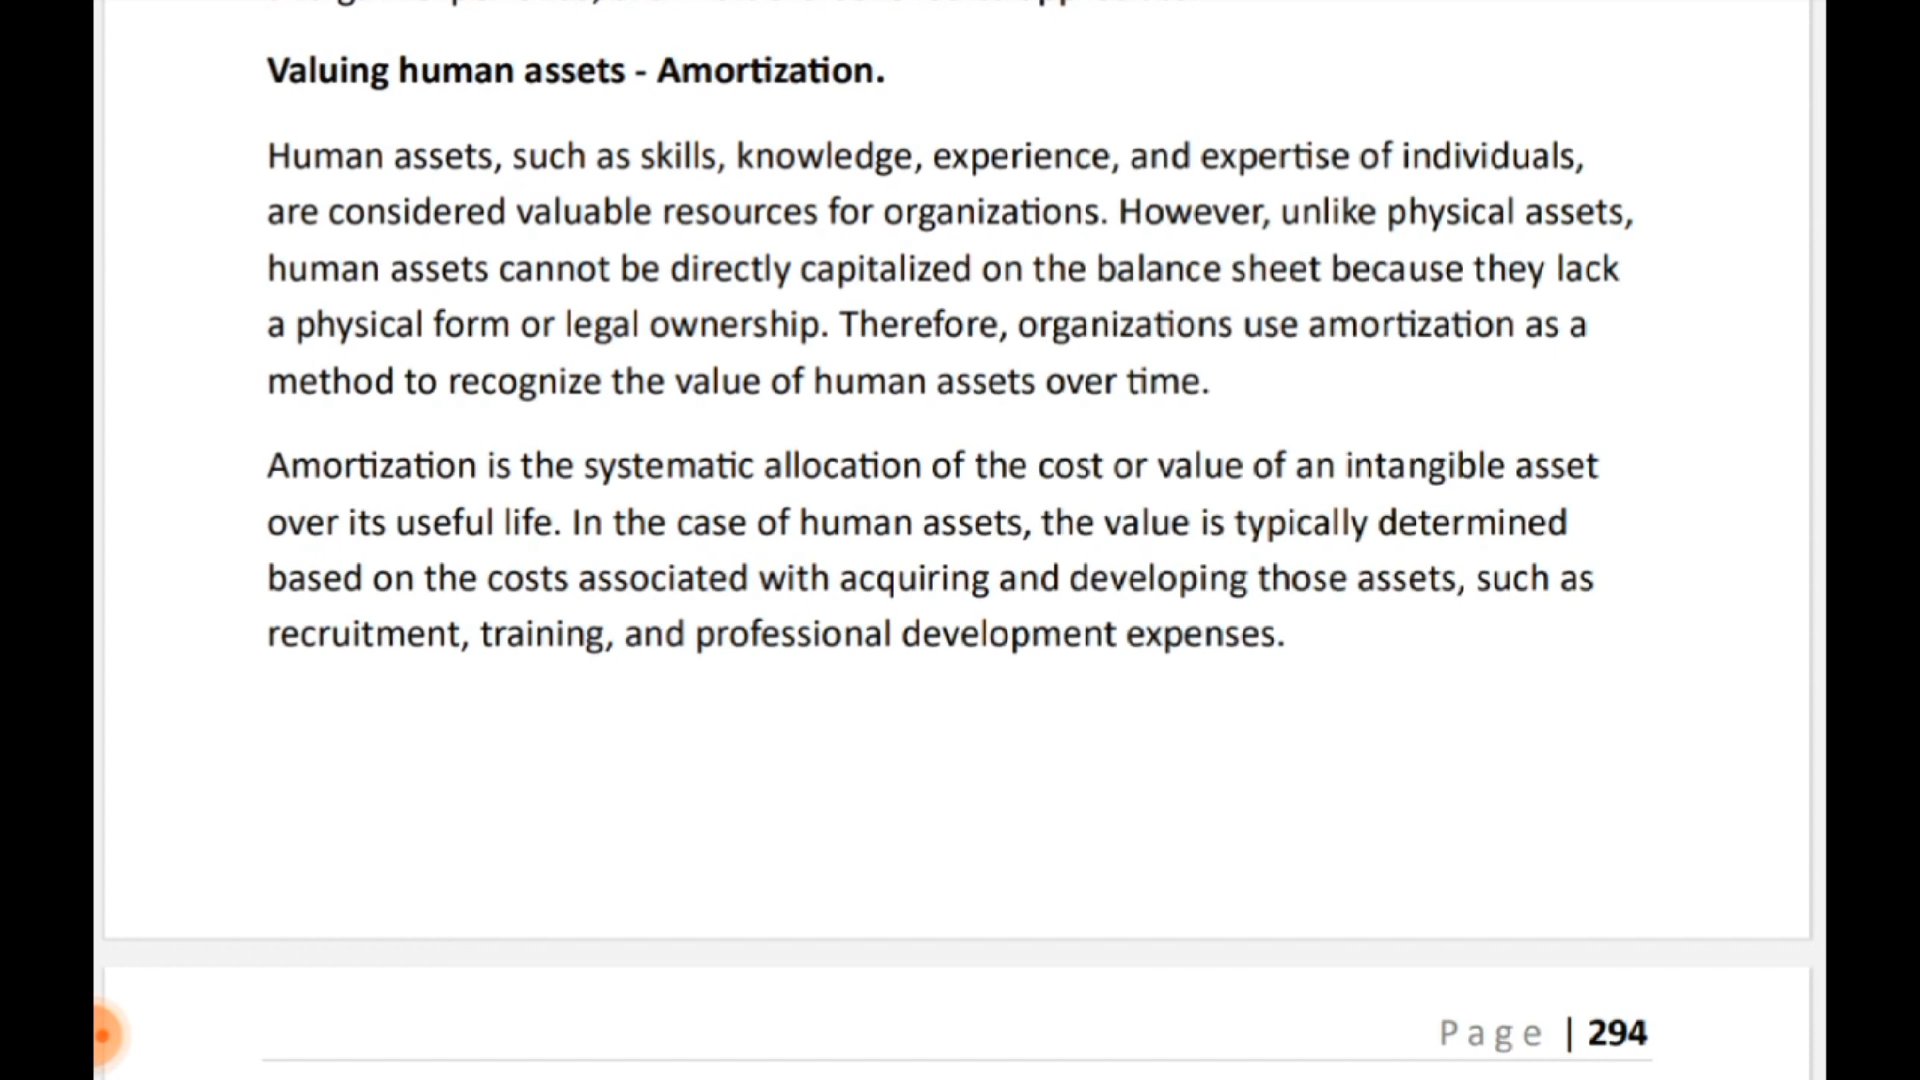 Valuing human assets - Amortization.
Human assets, such as skills, knowledge, experience, and expertise of individuals,
are considered valuable resources for organizations. However, unlike physical assets,
human assets cannot be directly capitalized on the balance sheet because they lack
a physical form or legal ownership. Therefore, organizations use amortization as a
method to recognize the value of human assets over time.
Amortization is the systematic allocation of the cost or value of an intangible asset
over its useful life. In the case of human assets, the value is typically determined
based on the costs associated with acquiring and developing those assets, such as
recruitment, training, and professional development expenses.
Page | 294